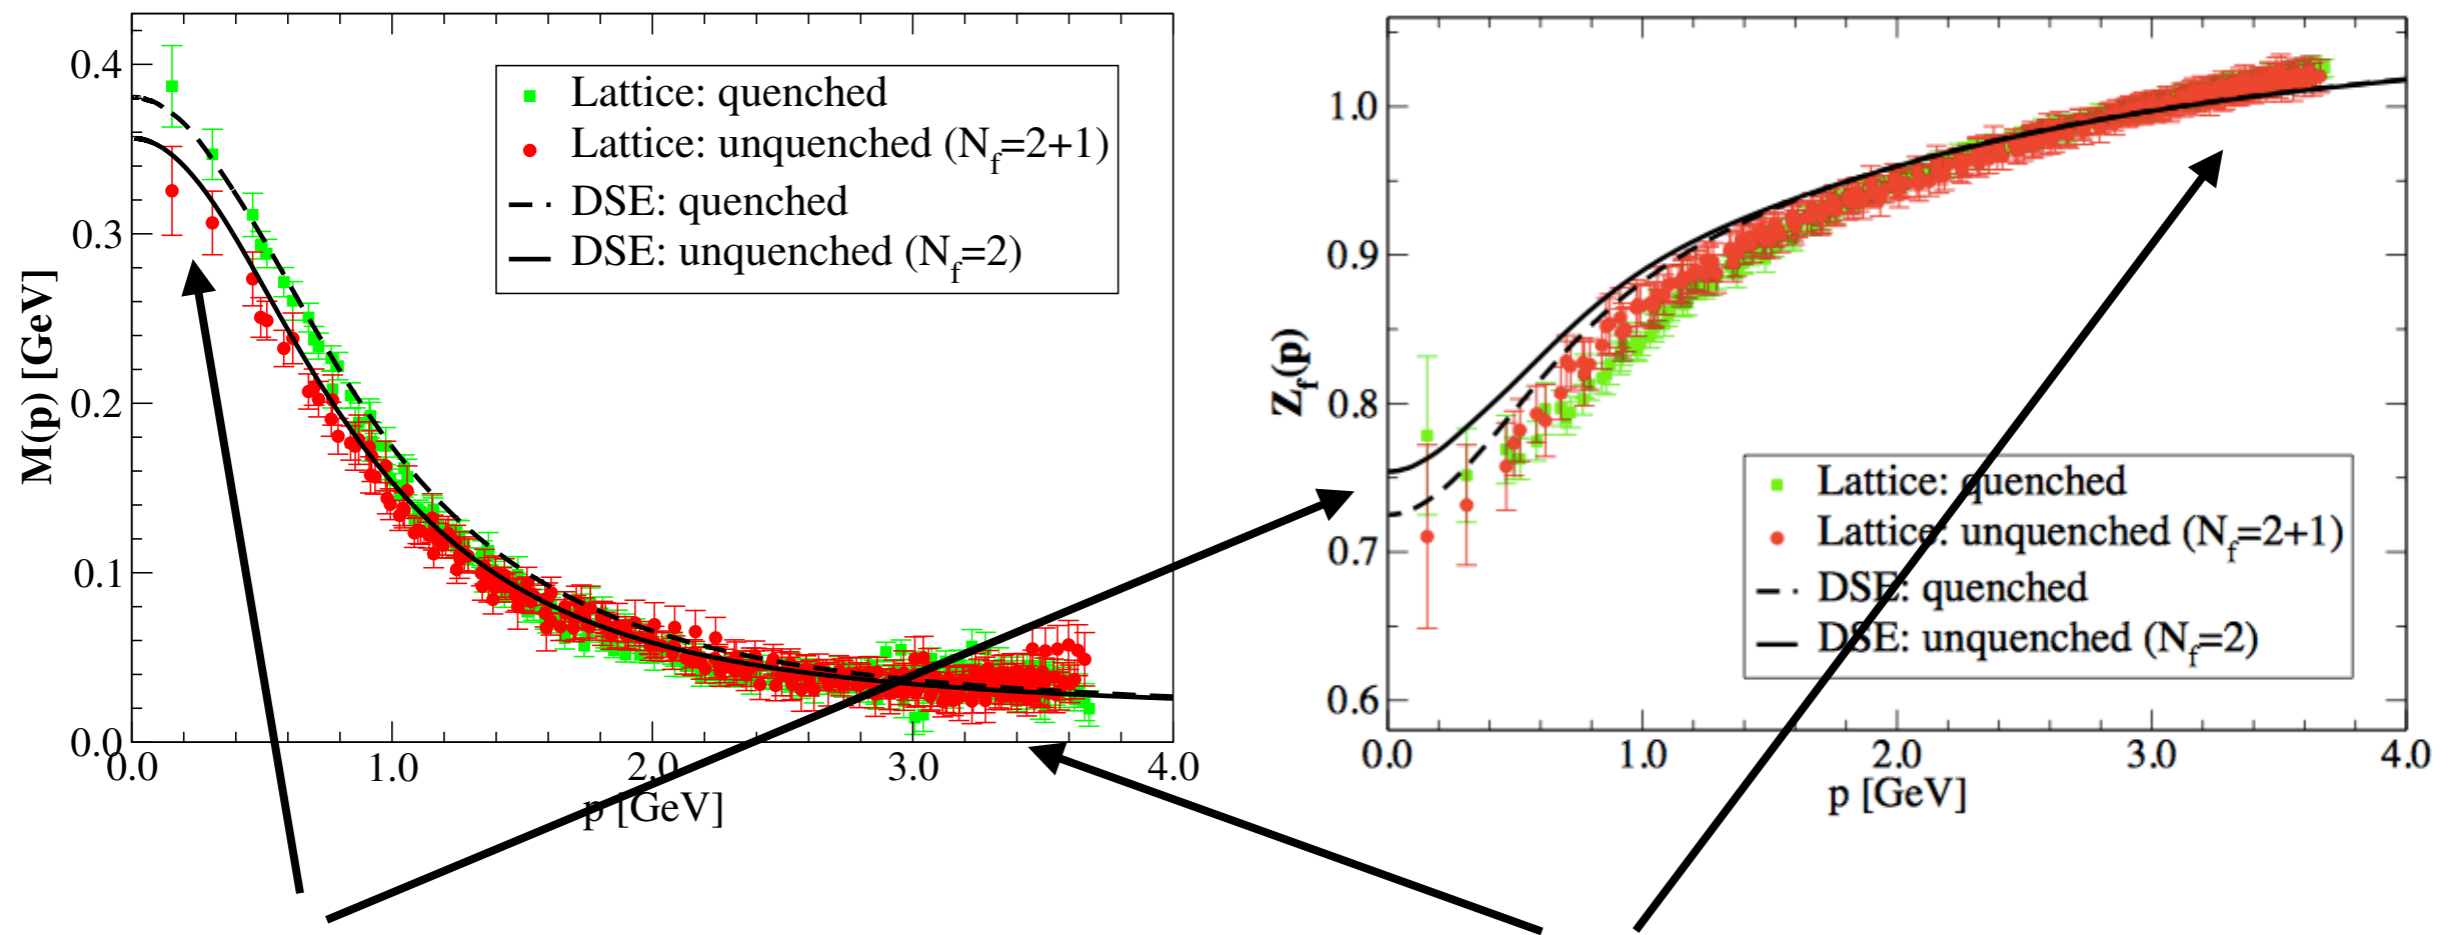 0.4
0.3
0.2
0.1
0.0
M(p) [GeV]
Lattice: quenched
Lattice: unquenched (N_f=2+1)
DSE: quenched
DSE: unquenched (N_f=2)
0.0 1.0 2.0 3.0 4.0
p [GeV]
1.0
0.9
0.8
0.7
0.6
Z_f(p)
Lattice: quenched
Lattice: unquenched (N_f=2+1)
DSE: quenched
DSE: unquenched (N_f=2)
0.0 1.0 2.0 3.0 4.0
p [GeV]